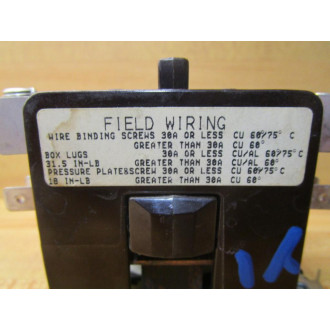 FIELD WIRING
WIRE BINDING SCREWS 30A OR LESS CU 60/75° C
GREATER THAN 30A CU 60°
BOX LUGS 30A OR LESS CU/AL 60/75° C
31.5 IN-LB GREATER THAN 30A CU/AL 60°
PRESSURE PLATE&SCREW 30A OR LESS CU 60/75° C
18 IN-LB GREATER THAN 30A CU 60°